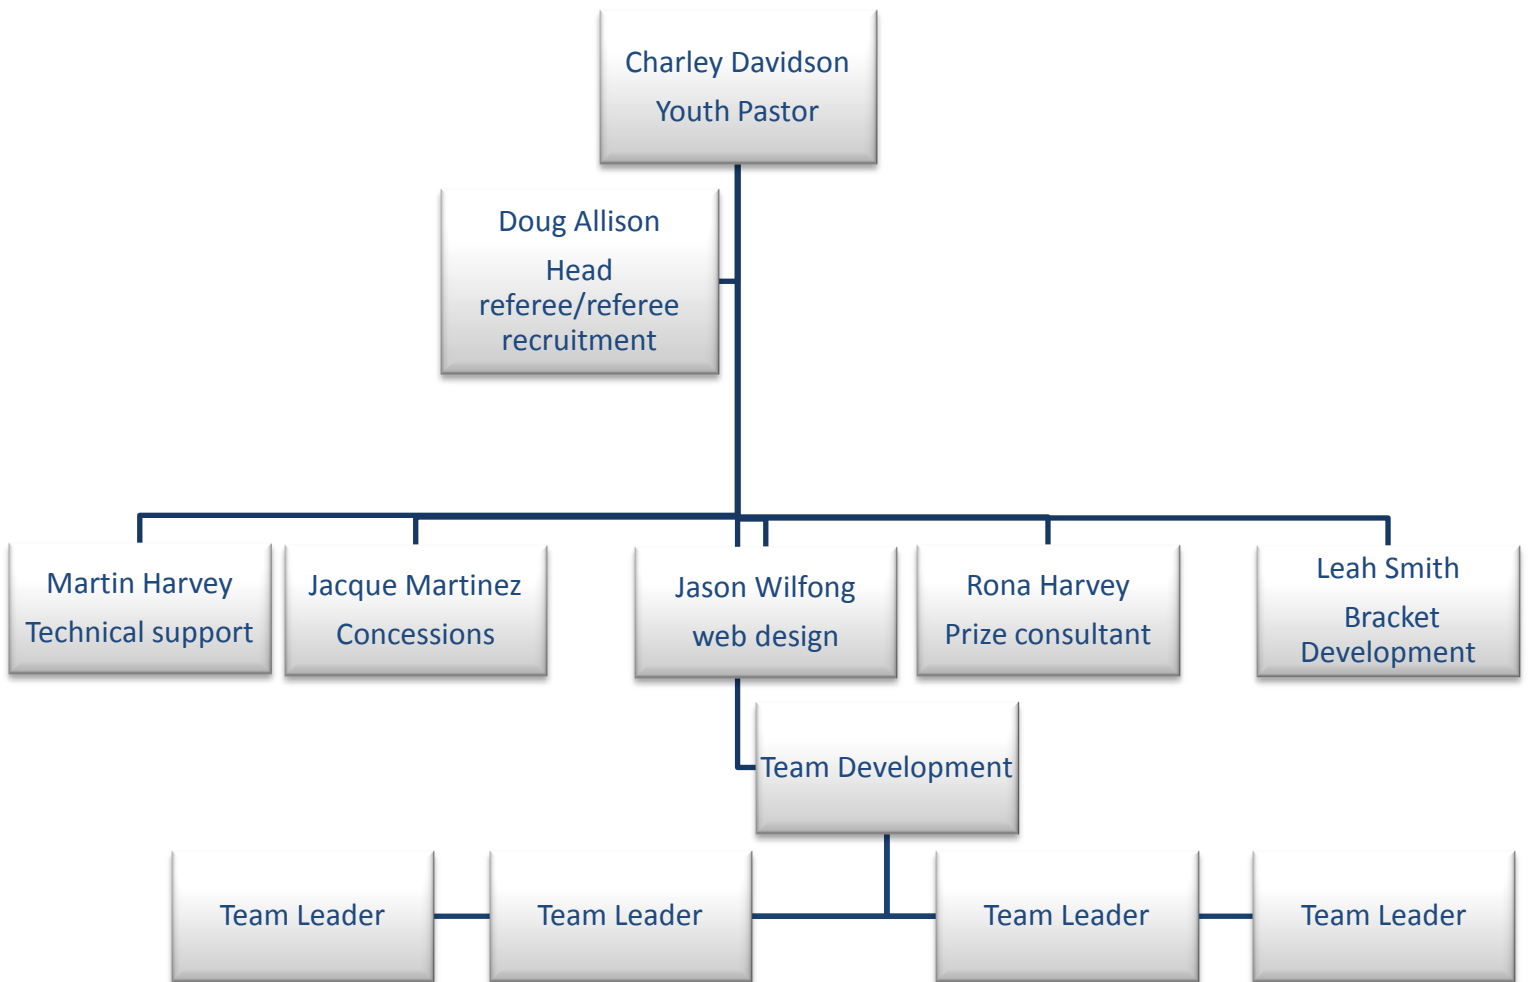 Charley Davidson
Youth Pastor
Doug Allison
Head
referee/referee
recruitment
Martin Harvey
Technical support
Jacque Martinez
Concessions
Jason Wilfong
web design
Rona Harvey
Prize consultant
Leah Smith
Bracket
Development
Team Development
Team Leader
Team Leader
Team Leader
Team Leader